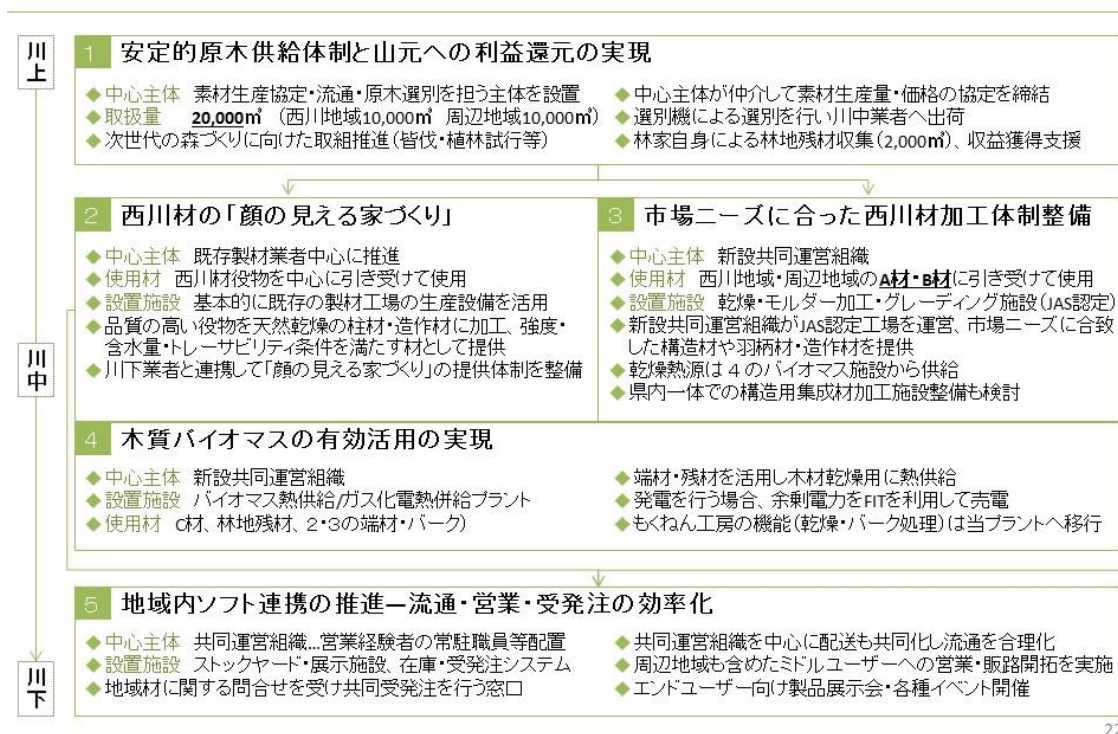 川上
1 安定的原木供給体制と山元への利益還元の実現
◆中心主体 素材生産協定・流通・原木選別を担う主体を設置
◆取扱量 20,000㎥ (西川地域10,000㎥ 周辺地域10,000㎥)
◆次世代の森づくりに向けた取組推進(皆伐・植林試行等)
◆中心主体が仲介して素材生産量・価格の協定を締結
◆選別機による選別を行い川中業者へ出荷
◆林家自身による林地残材収集(2,000㎥)、収益獲得支援
川中
2 西川材の「顔の見える家づくり」
◆中心主体 既存製材業者中心に推進
◆使用材 西川材役物を中心に引き受けて使用
◆設置施設 基本的に既存の製材工場の生産設備を活用
◆品質の高い役物を天然乾燥の柱材・造作材に加工、強度・
含水量・トレーサビリティ条件を満たす材として提供
◆川下業者と連携して「顔の見える家づくり」の提供体制を整備
3 市場ニーズに合った西川材加工体制整備
◆中心主体 新設共同運営組織
◆使用材 西川地域・周辺地域のA材・B材に引き受けて使用
◆設置施設 乾燥・モルダー加工・グレーディング施設(JAS認定)
◆新設共同運営組織がJAS認定工場を運営、市場ニーズに合致
した構造材や羽柄材・造作材を提供
◆乾燥熱源は4のバイオマス施設から供給
◆県内一体での構造用集成材加工施設整備も検討
4 木質バイオマスの有効活用の実現
◆中心主体 新設共同運営組織
◆設置施設 バイオマス熱供給/ガス化電熱併給プラント
◆使用材 C材、林地残材、2・3の端材・バーク)
◆端材・残材を活用し木材乾燥用に熱供給
◆発電を行う場合、余剰電力をFITを利用して売電
◆もくねん工房の機能(乾燥・バーク処理)は当プラントへ移行
川下
5 地域内ソフト連携の推進―流通・営業・受発注の効率化
◆中心主体 共同運営組織…営業経験者の常駐職員等配置
◆設置施設 ストックヤード・展示施設、在庫・受発注システム
◆地域材に関する問合せを受け共同受発注を行う窓口
◆共同運営組織を中心に配送も共同化し流通を合理化
◆周辺地域も含めたミドルユーザーへの営業・販路開拓を実施
◆エンドユーザー向け製品展示会・各種イベント開催